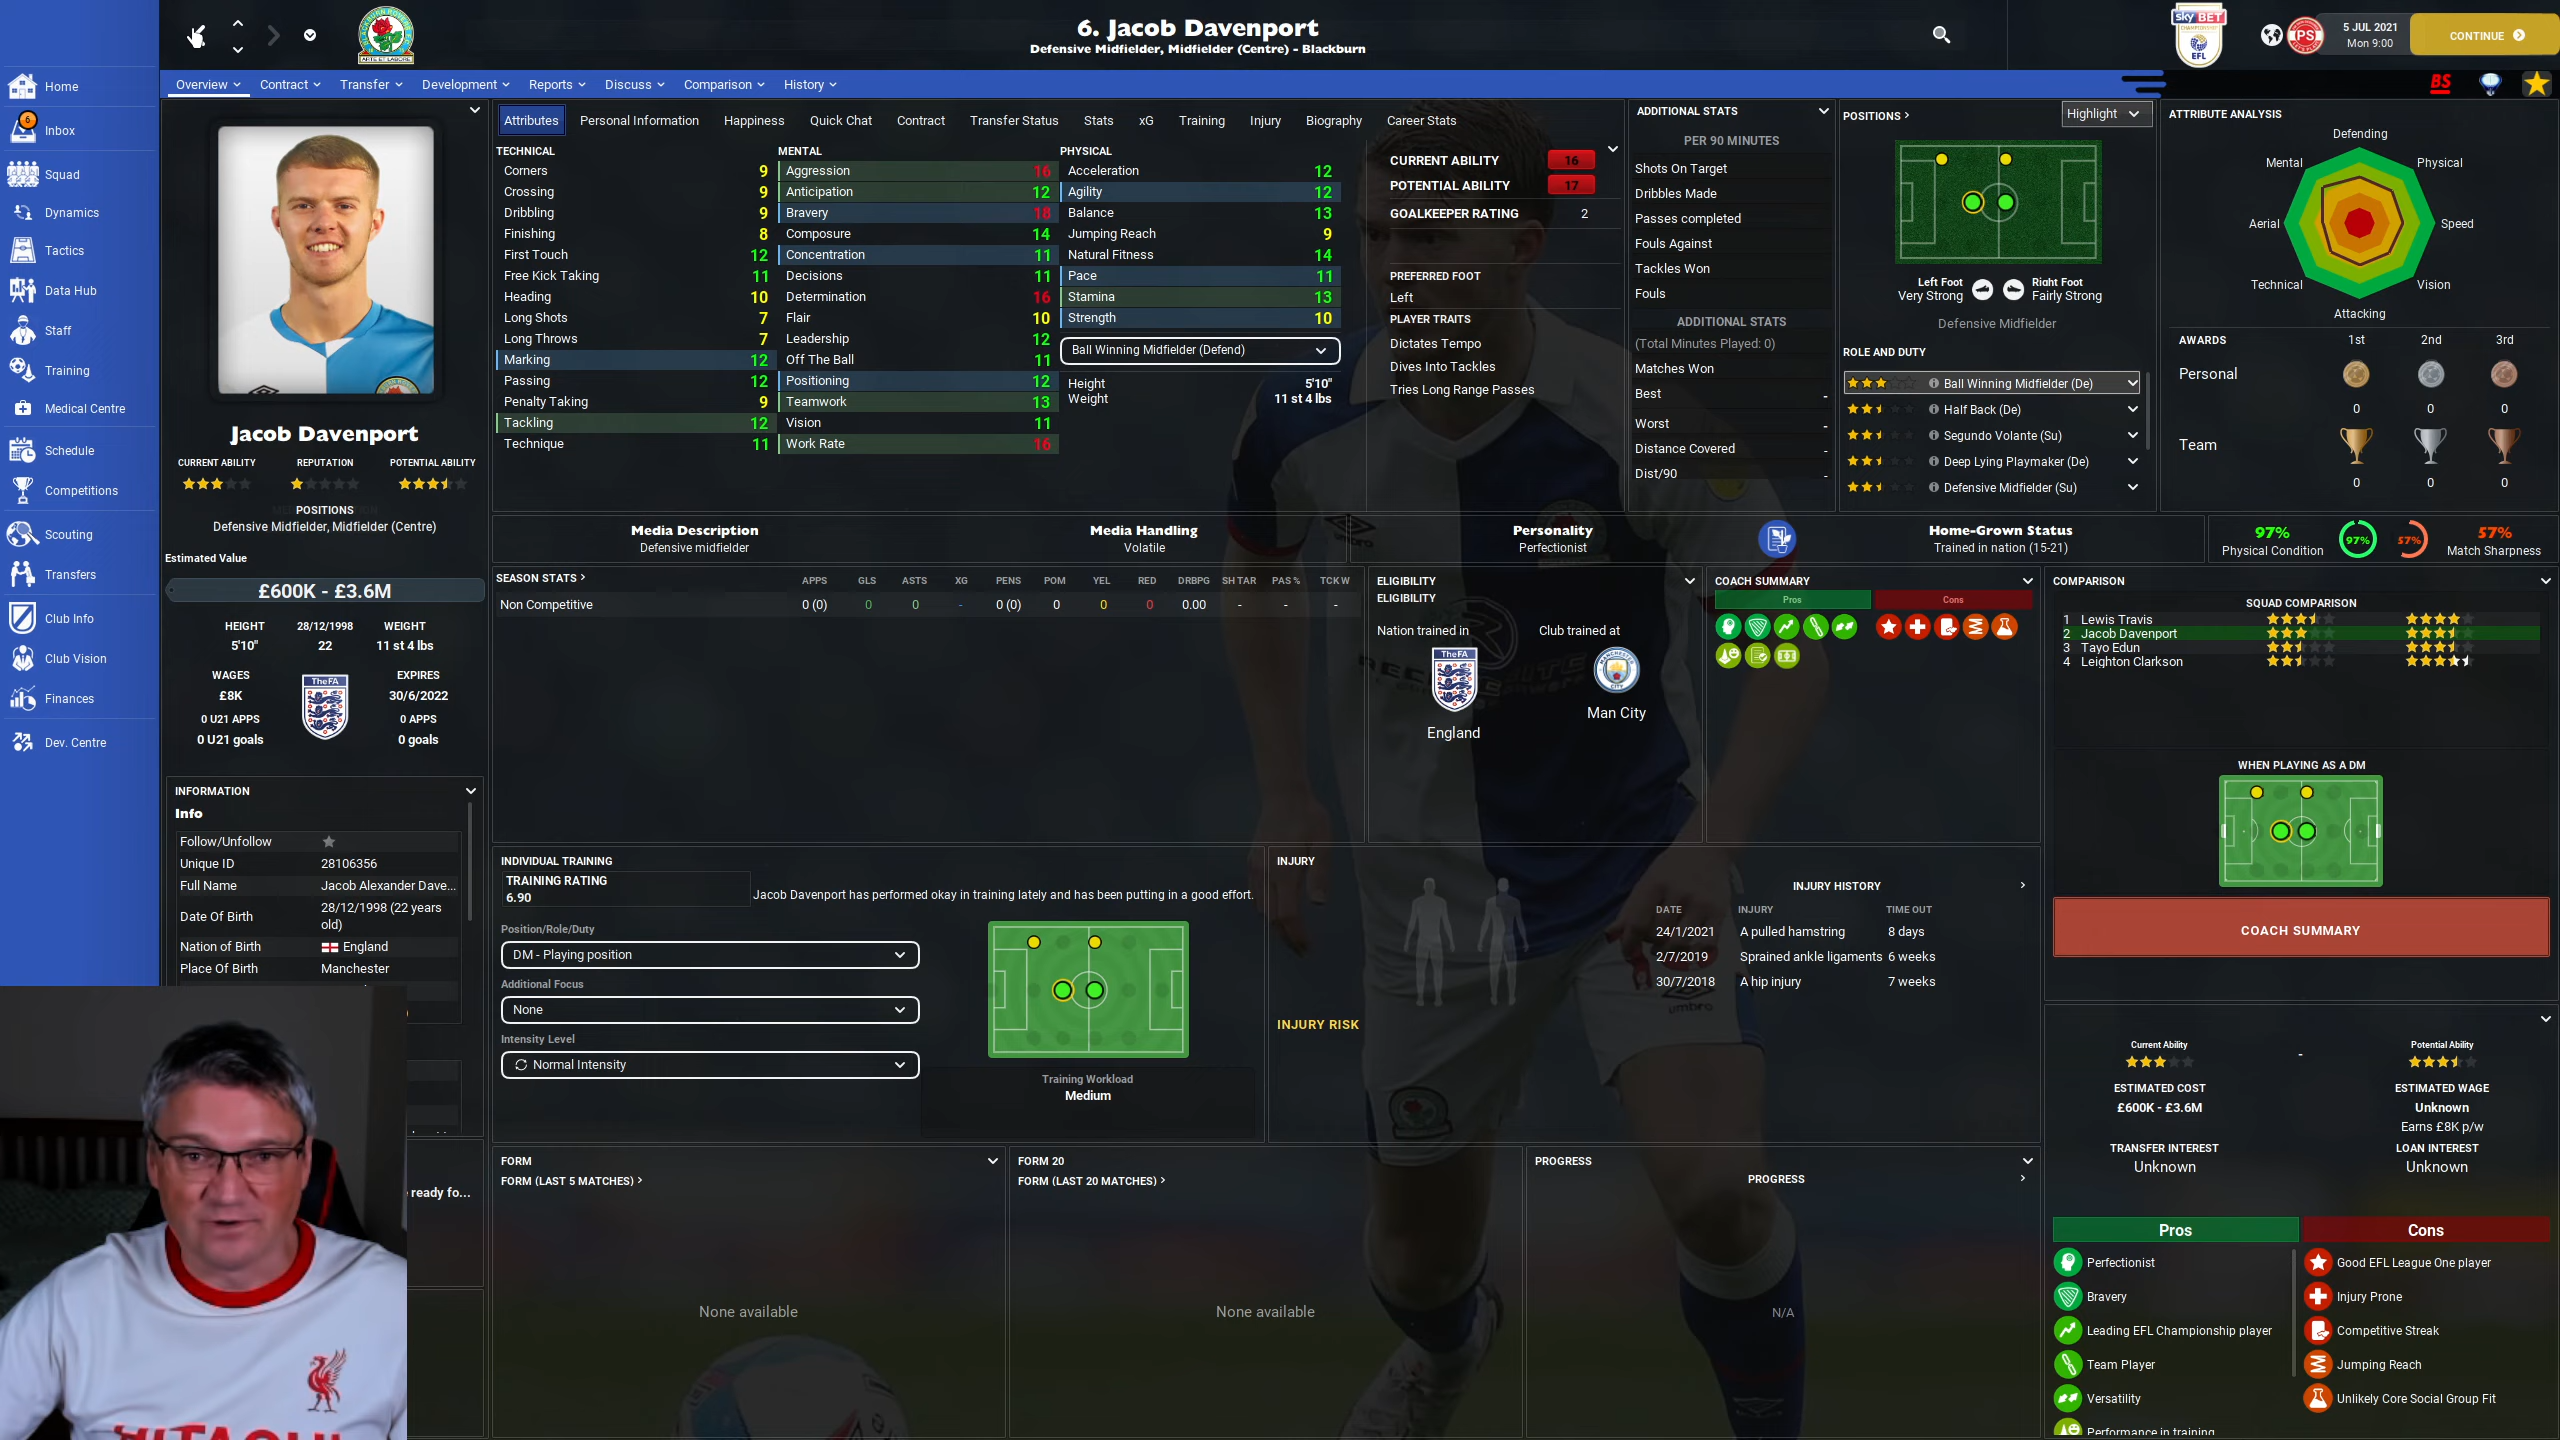 6. Jacob Davenport
Defensive Midfielder, Midfielder (Centre) - Blackburn
sky BET
EFL
PS
5 JUL 2021
Mon 9:00
CONTINUE
Overview
Contract
Transfer
Development
Reports
Discuss
Comparison
History
BS
Home
6
Inbox
Squad
Dynamics
Tactics
Data Hub
Staff
Training
Medical Centre
Schedule
Competitions
Scouting
Transfers
Club Info
Club Vision
Finances
Dev. Centre
Jacob Davenport
CURRENT ABILITY
REPUTATION
POTENTIAL ABILITY
POSITIONS
Defensive Midfielder, Midfielder (Centre)
Estimated Value
£600K - £3.6M
HEIGHT
28/12/1998
WEIGHT
5'10"
22
11 st 4 lbs
WAGES
EXPIRES
£8K
The FA
30/6/2022
0 U21 APPS
0 APPS
0 U21 goals
0 goals
INFORMATION
Info
Follow/Unfollow
Unique ID 28106356
Full Name Jacob Alexander Dave...
Date Of Birth 28/12/1998 (22 years
old)
Nation of Birth England
Place Of Birth Manchester
ready fo...
Attributes
Personal Information
Happiness
Quick Chat
Contract
Transfer Status
Stats
xG
Training
Injury
Biography
Career Stats
TECHNICAL
Corners 9
Crossing 9
Dribbling 9
Finishing 8
First Touch 12
Free Kick Taking 11
Heading 10
Long Shots 7
Long Throws 7
Marking 12
Passing 12
Penalty Taking 9
Tackling 12
Technique 11
MENTAL
Aggression 16
Anticipation 12
Bravery 18
Composure 14
Concentration 11
Decisions 11
Determination 16
Flair 10
Leadership 12
Off The Ball 11
Positioning 12
Teamwork 13
Vision 11
Work Rate 16
PHYSICAL
Acceleration 12
Agility 12
Balance 13
Jumping Reach 9
Natural Fitness 14
Pace 11
Stamina 13
Strength 10
Ball Winning Midfielder (Defend)
Height 5'10"
Weight 11 st 4 lbs
CURRENT ABILITY 16
POTENTIAL ABILITY 17
GOALKEEPER RATING 2
PREFERRED FOOT
Left
PLAYER TRAITS
Dictates Tempo
Dives Into Tackles
Tries Long Range Passes
ADDITIONAL STATS
PER 90 MINUTES
Shots On Target
Dribbles Made
Passes completed
Fouls Against
Tackles Won
Fouls
ADDITIONAL STATS
(Total Minutes Played: 0)
Matches Won
Best -
Worst -
Distance Covered -
Dist/90 -
POSITIONS
Highlight
Left Foot
Very Strong
Right Foot
Fairly Strong
Defensive Midfielder
ROLE AND DUTY
Ball Winning Midfielder (De)
Half Back (De)
Segundo Volante (Su)
Deep Lying Playmaker (De)
Defensive Midfielder (Su)
ATTRIBUTE ANALYSIS
Defending
Mental
Physical
Aerial
Speed
Technical
Vision
Attacking
AWARDS 1st 2nd 3rd
Personal
0 0 0
Team
0 0 0
Media Description
Defensive midfielder
Media Handling
Volatile
Personality
Perfectionist
Home-Grown Status
Trained in nation (15-21)
97%
Physical Condition
97%
57%
57%
Match Sharpness
SEASON STATS
APPS GLS ASTS XG PENS POM YEL RED DRBPG SH TAR PAS % TCK W
Non Competitive 0 (0) 0 0 - 0 (0) 0 0 0 0.00 - - -
ELIGIBILITY
ELIGIBILITY
Nation trained in
Club trained at
The FA
England
Man City
COACH SUMMARY
Pros
Cons
COMPARISON
SQUAD COMPARISON
1 Lewis Travis
2 Jacob Davenport
3 Tayo Edun
4 Leighton Clarkson
WHEN PLAYING AS A DM
COACH SUMMARY
INDIVIDUAL TRAINING
TRAINING RATING
6.90
Jacob Davenport has performed okay in training lately and has been putting in a good effort.
Position/Role/Duty
DM - Playing position
Additional Focus
None
Intensity Level
Normal Intensity
Training Workload
Medium
INJURY
INJURY RISK
INJURY HISTORY
DATE INJURY TIME OUT
24/1/2021 A pulled hamstring 8 days
2/7/2019 Sprained ankle ligaments 6 weeks
30/7/2018 A hip injury 7 weeks
umbro
FORM
FORM (LAST 5 MATCHES)
None available
FORM 20
FORM (LAST 20 MATCHES)
None available
PROGRESS
PROGRESS
N/A
Current Ability
-
Potential Ability
ESTIMATED COST
£600K - £3.6M
ESTIMATED WAGE
Unknown
Earns £8K p/w
TRANSFER INTEREST
Unknown
LOAN INTEREST
Unknown
Pros
Perfectionist
Bravery
Leading EFL Championship player
Team Player
Versatility
Performance in training
Cons
Good EFL League One player
Injury Prone
Competitive Streak
Jumping Reach
Unlikely Core Social Group Fit